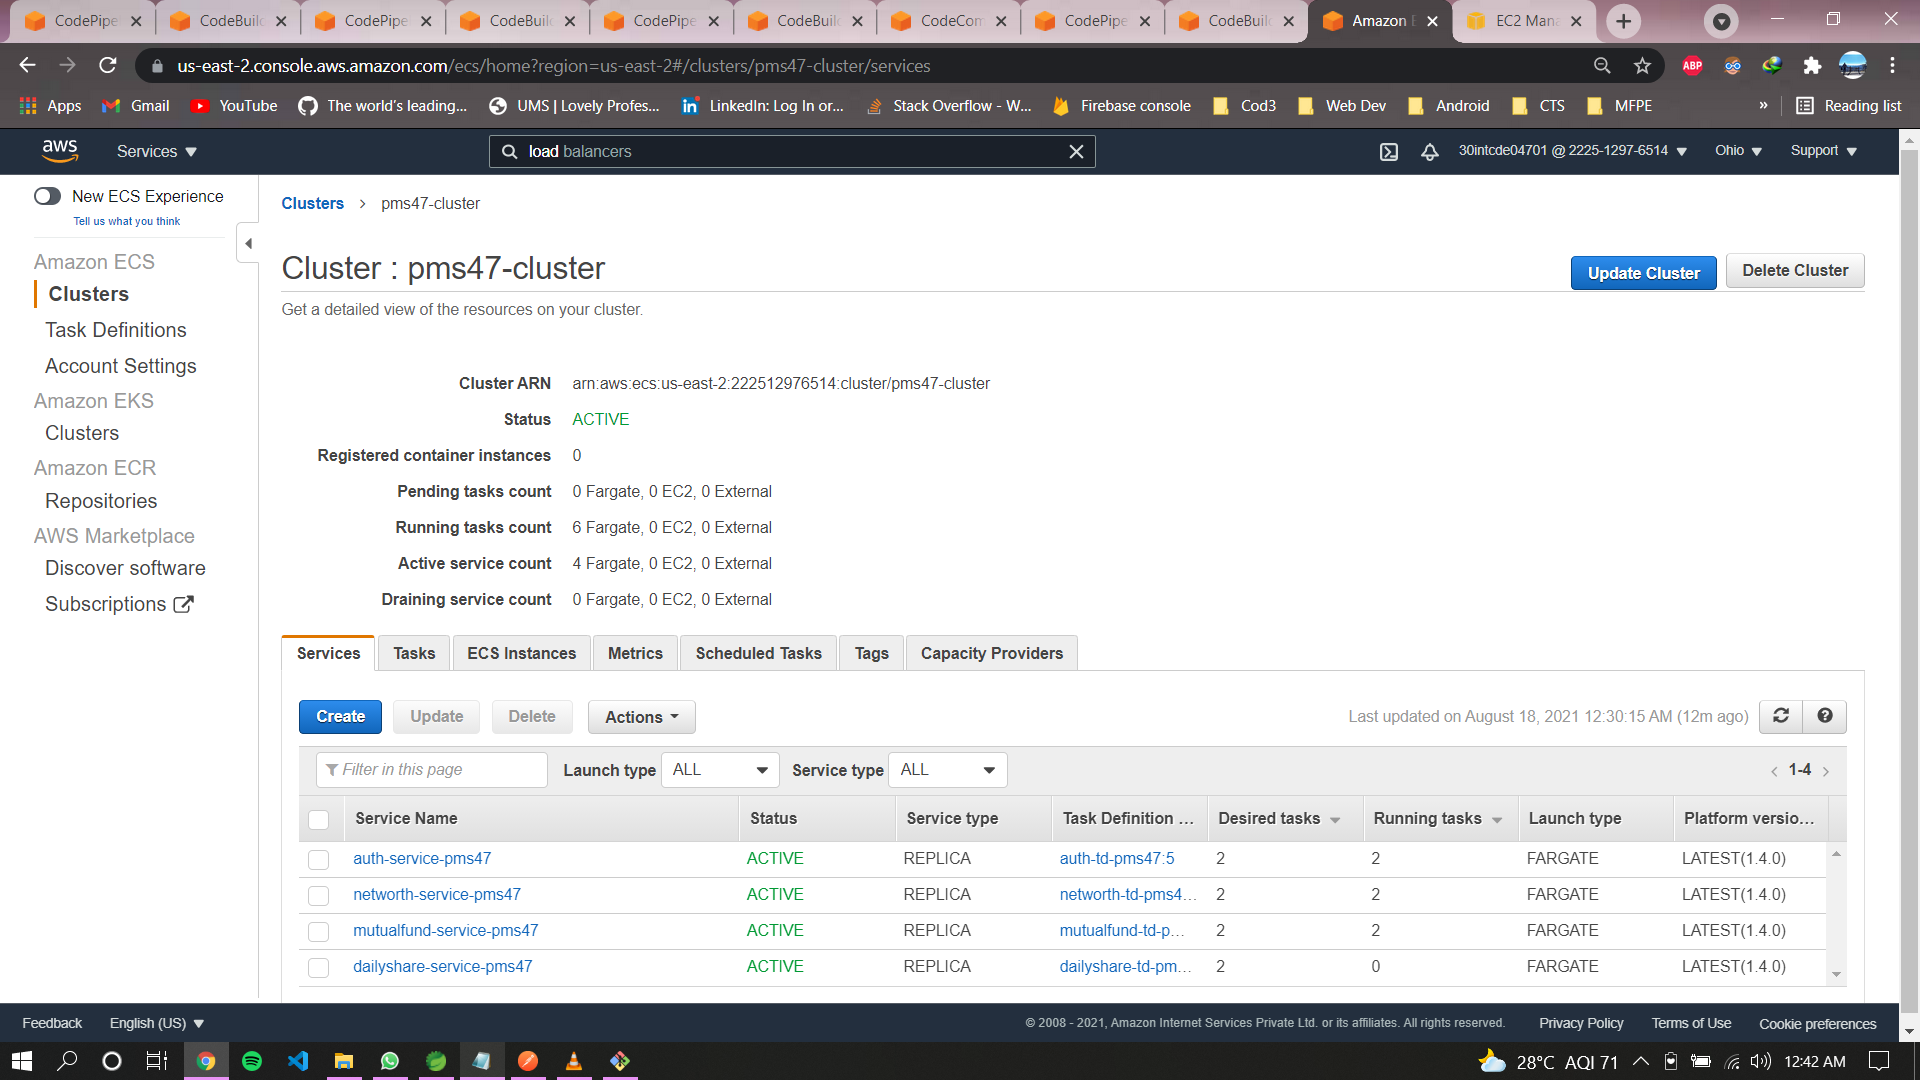 CodePipe CodeBuil CodePipe CodeBuil CodePipe CodeBuil CodeCom CodePipe CodeBuil Amazon E EC2 Mana
us-east-2.console.aws.amazon.com/ecs/home?region=us-east-2#/clusters/pms47-cluster/services
ABP
Apps Gmail YouTube The world's leading... UMS | Lovely Profes... LinkedIn: Log In or... Stack Overflow - W... Firebase console Cod3 Web Dev Android CTS MFPE » Reading list
aws Services load balancers 30intcde04701 @ 2225-1297-6514 Ohio Support
New ECS Experience
Tell us what you think
Amazon ECS
Clusters
Task Definitions
Account Settings
Amazon EKS
Clusters
Amazon ECR
Repositories
AWS Marketplace
Discover software
Subscriptions
Clusters > pms47-cluster
Cluster : pms47-cluster
Update Cluster Delete Cluster
Get a detailed view of the resources on your cluster.
Cluster ARN arn:aws:ecs:us-east-2:222512976514:cluster/pms47-cluster
Status ACTIVE
Registered container instances 0
Pending tasks count 0 Fargate, 0 EC2, 0 External
Running tasks count 6 Fargate, 0 EC2, 0 External
Active service count 4 Fargate, 0 EC2, 0 External
Draining service count 0 Fargate, 0 EC2, 0 External
Services Tasks ECS Instances Metrics Scheduled Tasks Tags Capacity Providers
Create Update Delete Actions Last updated on August 18, 2021 12:30:15 AM (12m ago)
Filter in this page Launch type ALL Service type ALL < 1-4 >
Service Name Status Service type Task Definition ... Desired tasks Running tasks Launch type Platform versio...
auth-service-pms47 ACTIVE REPLICA auth-td-pms47:5 2 2 FARGATE LATEST(1.4.0)
networth-service-pms47 ACTIVE REPLICA networth-td-pms4... 2 2 FARGATE LATEST(1.4.0)
mutualfund-service-pms47 ACTIVE REPLICA mutualfund-td-p... 2 2 FARGATE LATEST(1.4.0)
dailyshare-service-pms47 ACTIVE REPLICA dailyshare-td-pm... 2 0 FARGATE LATEST(1.4.0)
Feedback English (US) © 2008 - 2021, Amazon Internet Services Private Ltd. or its affiliates. All rights reserved. Privacy Policy Terms of Use Cookie preferences
28°C AQI 71 12:42 AM